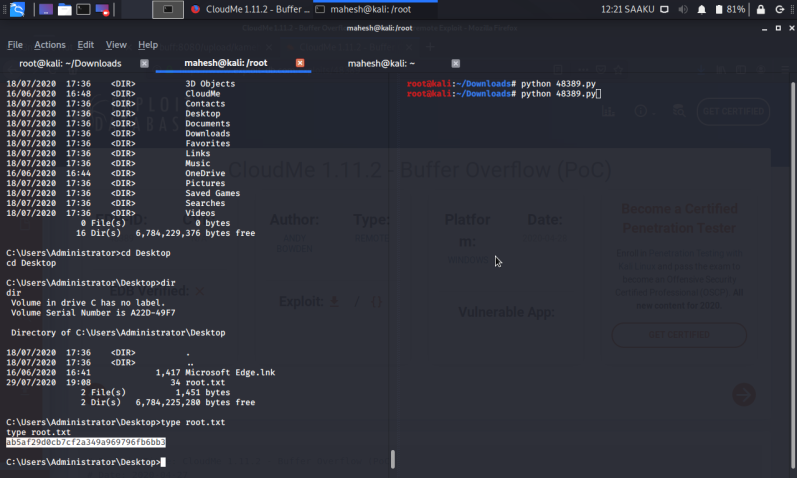 CloudMe 1.11.2 - Buffer ...
mahesh@kali: /root
12:21 SAAKU
81%
mahesh@kali: /root
File Actions Edit View Help
root@kali: ~/Downloads
mahesh@kali: /root
mahesh@kali: ~
18/07/2020 17:36 <DIR> 3D Objects
16/06/2020 16:48 <DIR> CloudMe
18/07/2020 17:36 <DIR> Contacts
18/07/2020 17:36 <DIR> Desktop
18/07/2020 17:36 <DIR> Documents
18/07/2020 17:36 <DIR> Downloads
18/07/2020 17:36 <DIR> Favorites
18/07/2020 17:36 <DIR> Links
18/07/2020 17:36 <DIR> Music
16/06/2020 16:44 <DIR> OneDrive
18/07/2020 17:36 <DIR> Pictures
18/07/2020 17:36 <DIR> Saved Games
18/07/2020 17:36 <DIR> Searches
18/07/2020 17:36 <DIR> Videos
0 File(s) 0 bytes
16 Dir(s) 6,784,229,376 bytes free
C:\Users\Administrator>cd Desktop
cd Desktop
C:\Users\Administrator\Desktop>dir
dir
Volume in drive C has no label.
Volume Serial Number is A22D-49F7
Directory of C:\Users\Administrator\Desktop
18/07/2020 17:36 <DIR> .
18/07/2020 17:36 <DIR> ..
16/06/2020 16:41 1,417 Microsoft Edge.lnk
29/07/2020 19:08 34 root.txt
2 File(s) 1,451 bytes
2 Dir(s) 6,784,225,280 bytes free
C:\Users\Administrator\Desktop>type root.txt
type root.txt
ab5af29d0cb7cf2a349a969796fb6bb3
C:\Users\Administrator\Desktop>
root@kali:~/Downloads# python 48389.py
root@kali:~/Downloads# python 48389.py
GET CERTIFIED
CloudMe 1.11.2 - Buffer Overflow (PoC)
Author:
Type:
Platfor
m:
Date:
EDB Verified:
Exploit:
Vulnerable App:
Become a Certified
Penetration Tester
GET CERTIFIED